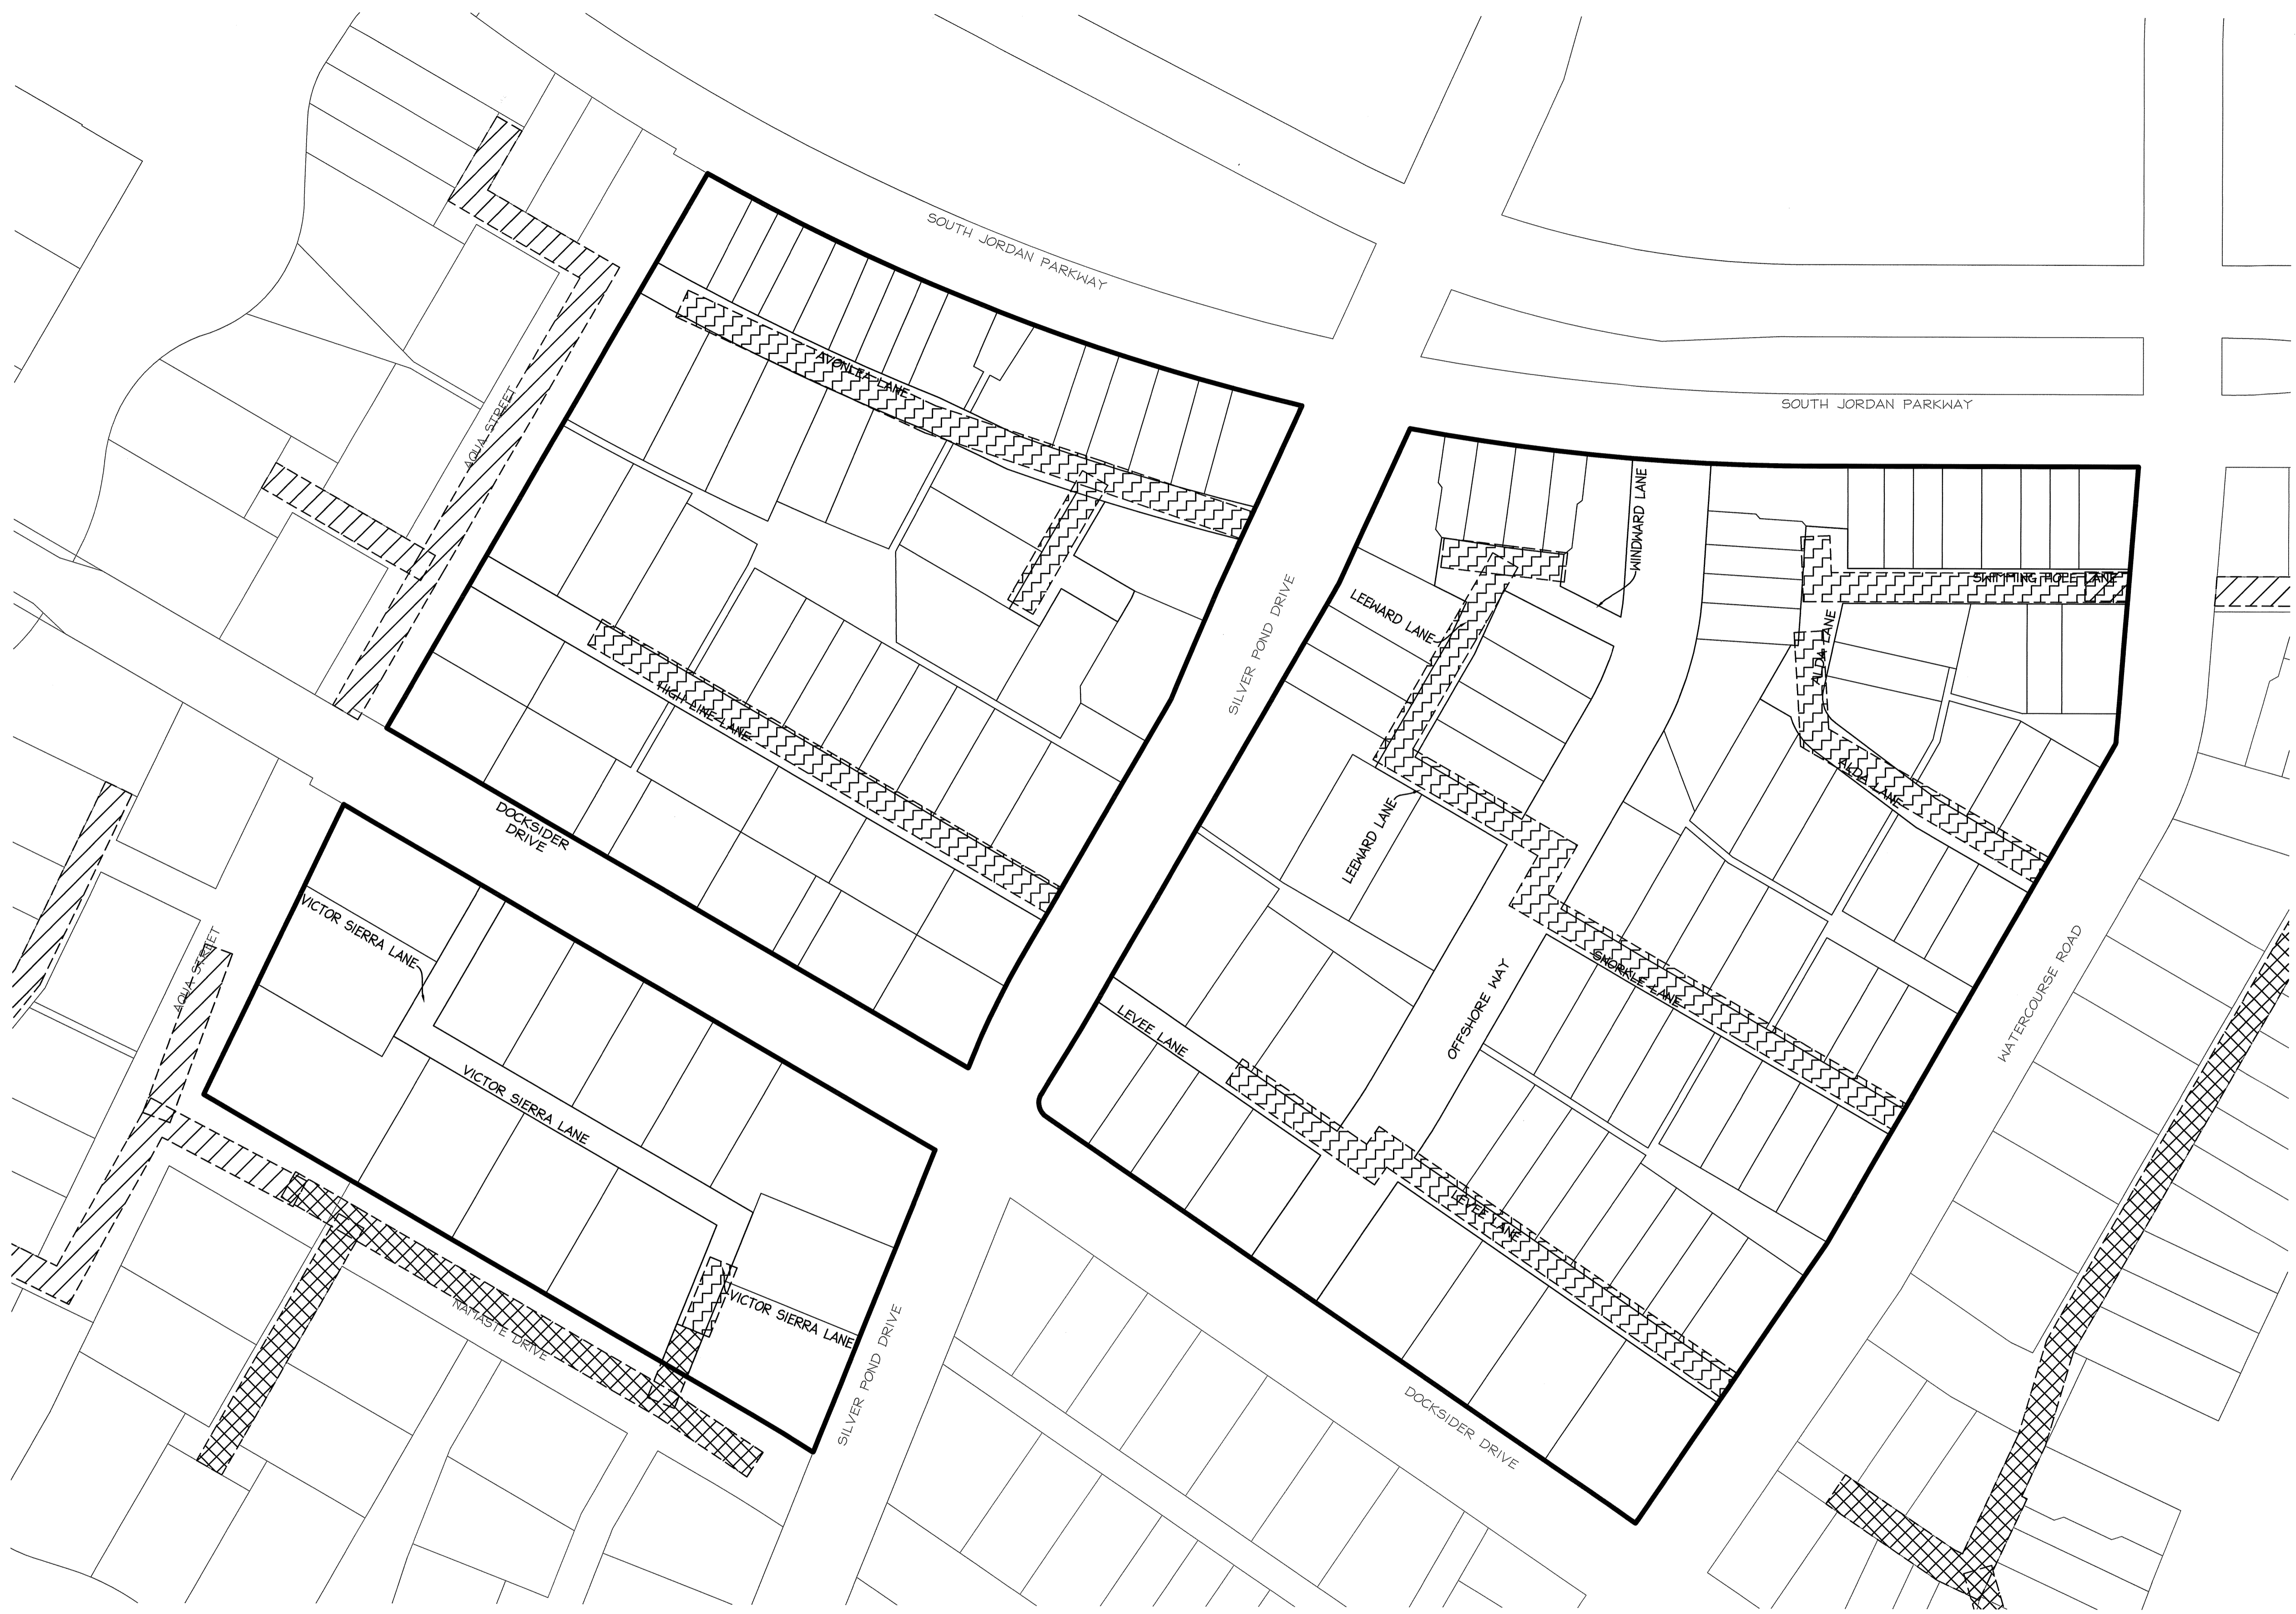 SOUTH JORDAN PARKWAY
AVONLEA LANE
SOUTH JORDAN PARKWAY
AQUA STREET
WINDWARD LANE
SWIMMING HOLE LANE
LEEWARD LANE
SILVER POND DRIVE
ALDA LANE
HIGH LINE LANE
ALDA LANE
DOCKSIDER
DRIVE
LEEWARD LANE
VICTOR SIERRA LANE
AQUA STREET
SNORKLE LANE
OFFSHORE WAY
WATERCOURSE ROAD
LEVEE LANE
VICTOR SIERRA LANE
LEVEE LANE
VICTOR SIERRA LANE
NAMASTE DRIVE
SILVER POND DRIVE
DOCKSIDER DRIVE